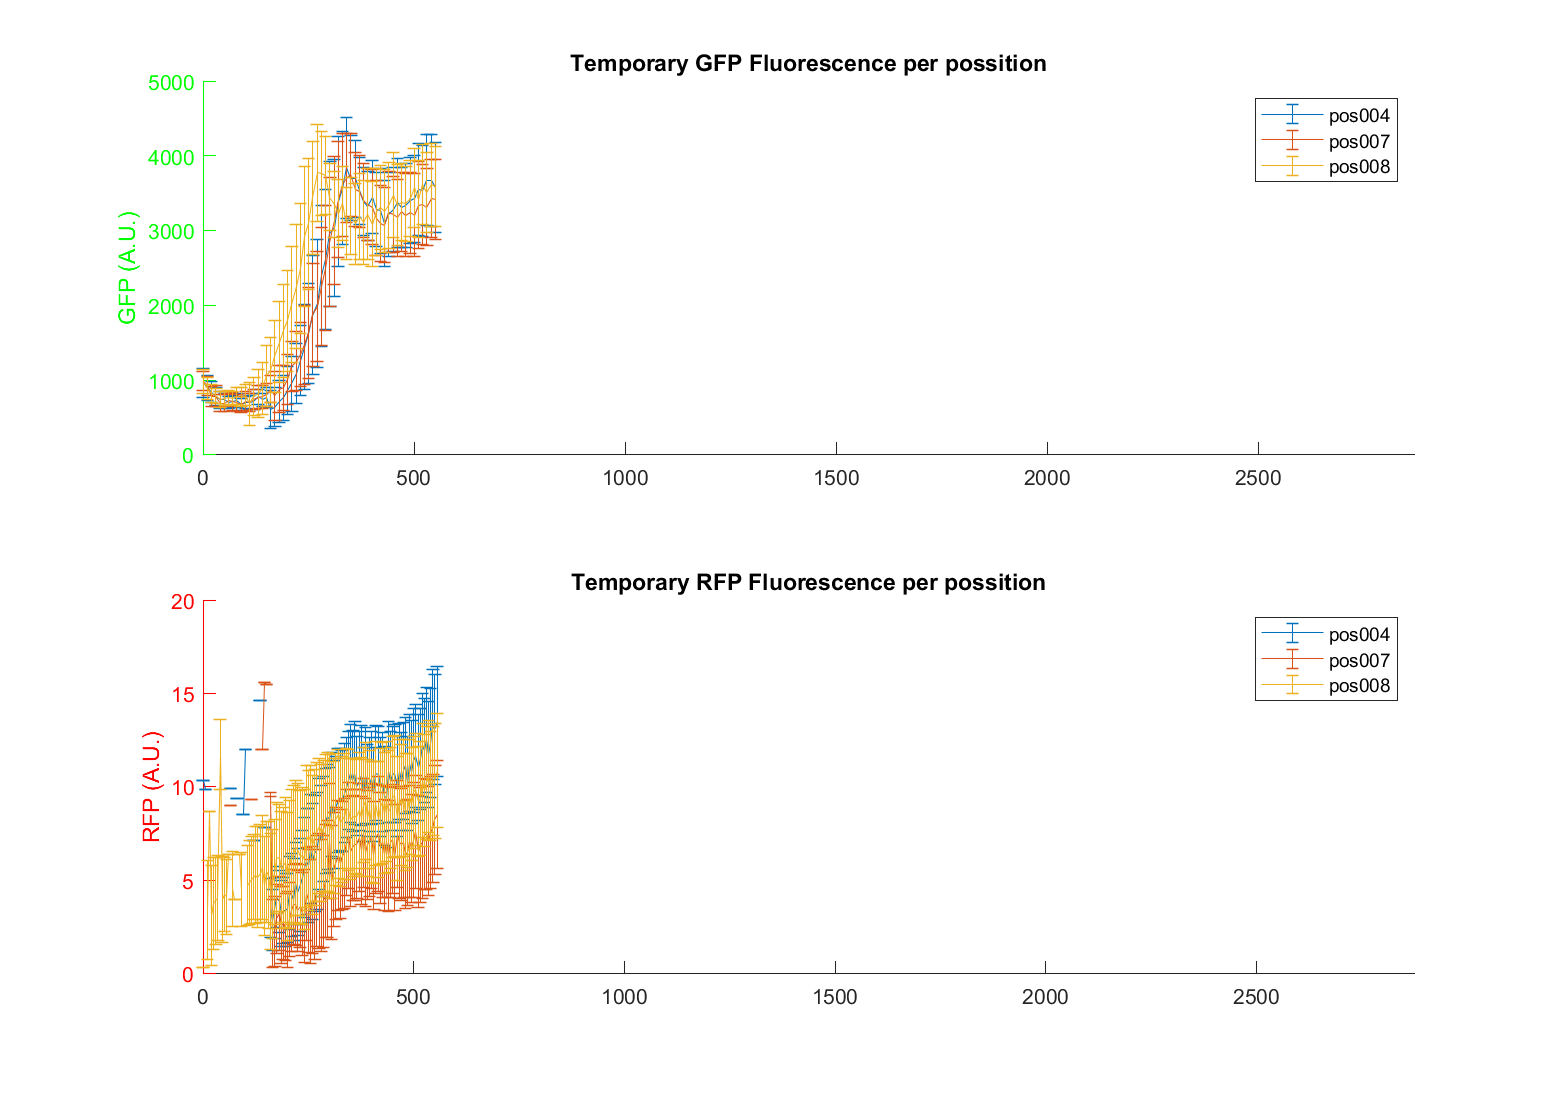 Temporary GFP Fluorescence per possition
5000
4000
3000
2000
1000
0
GFP (A.U.)
0 500 1000 1500 2000 2500
pos004
pos007
pos008
Temporary RFP Fluorescence per possition
20
15
10
5
0
RFP (A.U.)
0 500 1000 1500 2000 2500
pos004
pos007
pos008